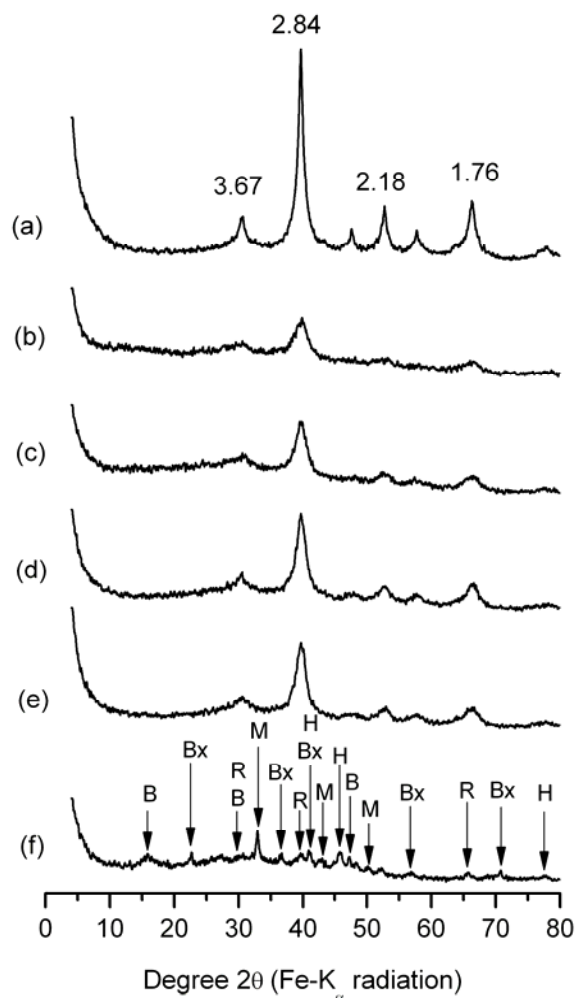 2.84
3.67
2.18
1.76
(a)
(b)
(c)
(d)
(e)
H
M
Bx
Bx
H
R
Bx
B
M
B
B
R
M
Bx
R
Bx
H
(f)
0 10 20 30 40 50 60 70 80
Degree 2θ (Fe-Kα radiation)